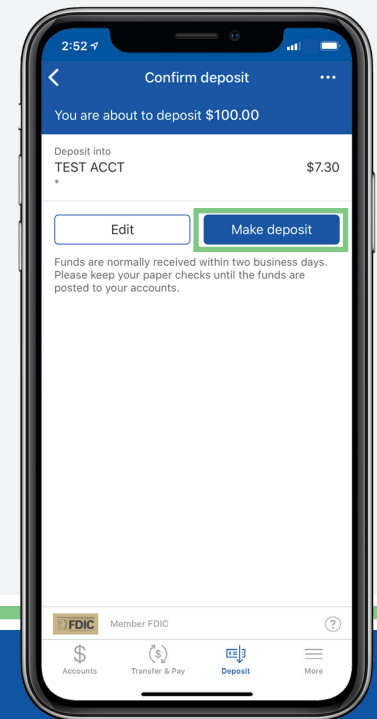 2:52
Confirm deposit
You are about to deposit $100.00
Deposit into
TEST ACCT $7.30
*
Edit Make deposit
Funds are normally received within two business days.
Please keep your paper checks until the funds are
posted to your accounts.
FDIC Member FDIC ?
$ $
Accounts Transfer & Pay Deposit More